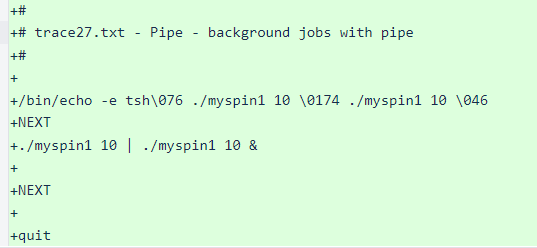 +#
+# trace27.txt - Pipe - background jobs with pipe
+#
+
+/bin/echo -e tsh\076 ./myspin1 10 \0174 ./myspin1 10 \046
+NEXT
+./myspin1 10 | ./myspin1 10 &
+
+NEXT
+
+quit